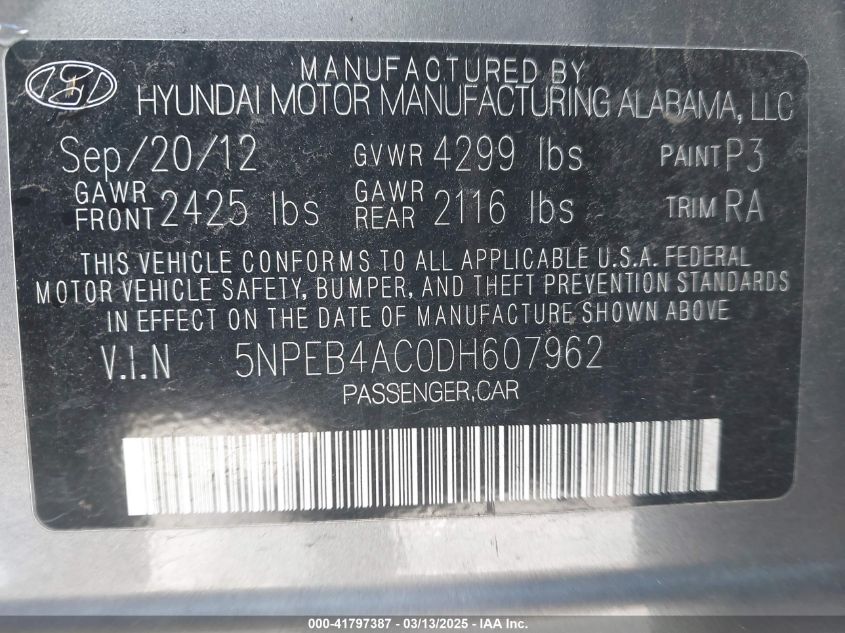 MANUFACTURED BY
HYUNDAI MOTOR MANUFACTURING ALABAMA, LLC
Sep/20/12 GVWR 4299 lbs PAINT P3
GAWR FRONT 2425 lbs GAWR REAR 2116 lbs TRIM RA
THIS VEHICLE CONFORMS TO ALL APPLICABLE U.S.A. FEDERAL
MOTOR VEHICLE SAFETY, BUMPER, AND THEFT PREVENTION STANDARDS
IN EFFECT ON THE DATE OF MANUFACTURE SHOWN ABOVE
V.I.N 5NPEB4AC0DH607962
PASSENGER,CAR
000-41797387 - 03/13/2025 - IAA Inc.